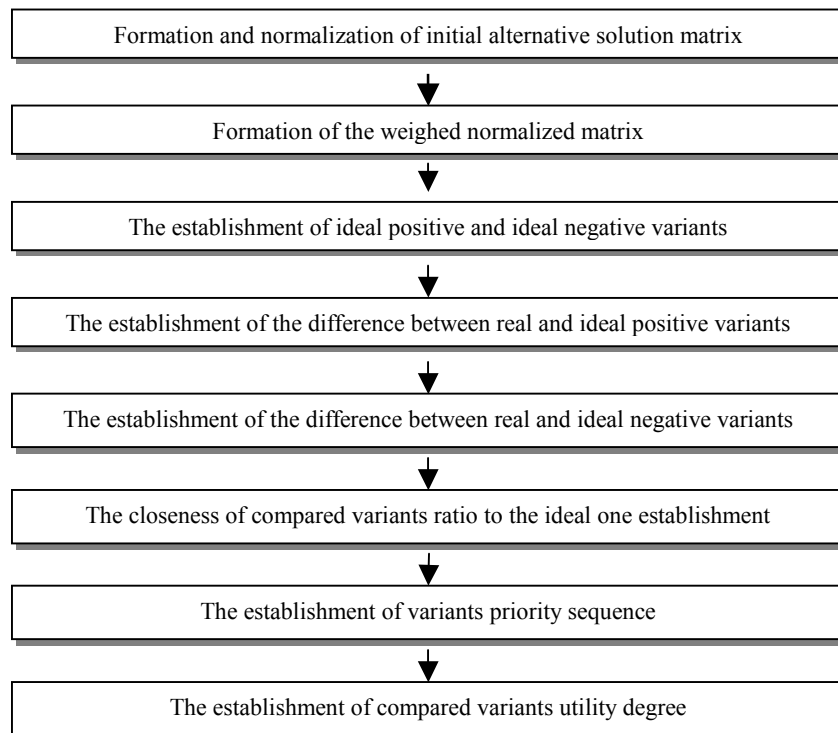 Formation and normalization of initial alternative solution matrix
Formation of the weighed normalized matrix
The establishment of ideal positive and ideal negative variants
The establishment of the difference between real and ideal positive variants
The establishment of the difference between real and ideal negative variants
The closeness of compared variants ratio to the ideal one establishment
The establishment of variants priority sequence
The establishment of compared variants utility degree